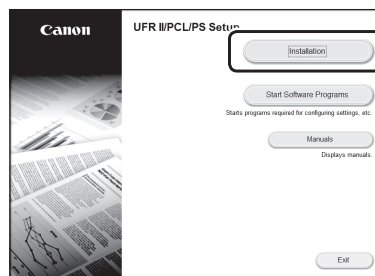 Canon
UFR II/PCL/PS Setup
Installation
Start Software Programs
Starts programs required for configuring settings, etc.
Manuals
Displays manuals.
Exit